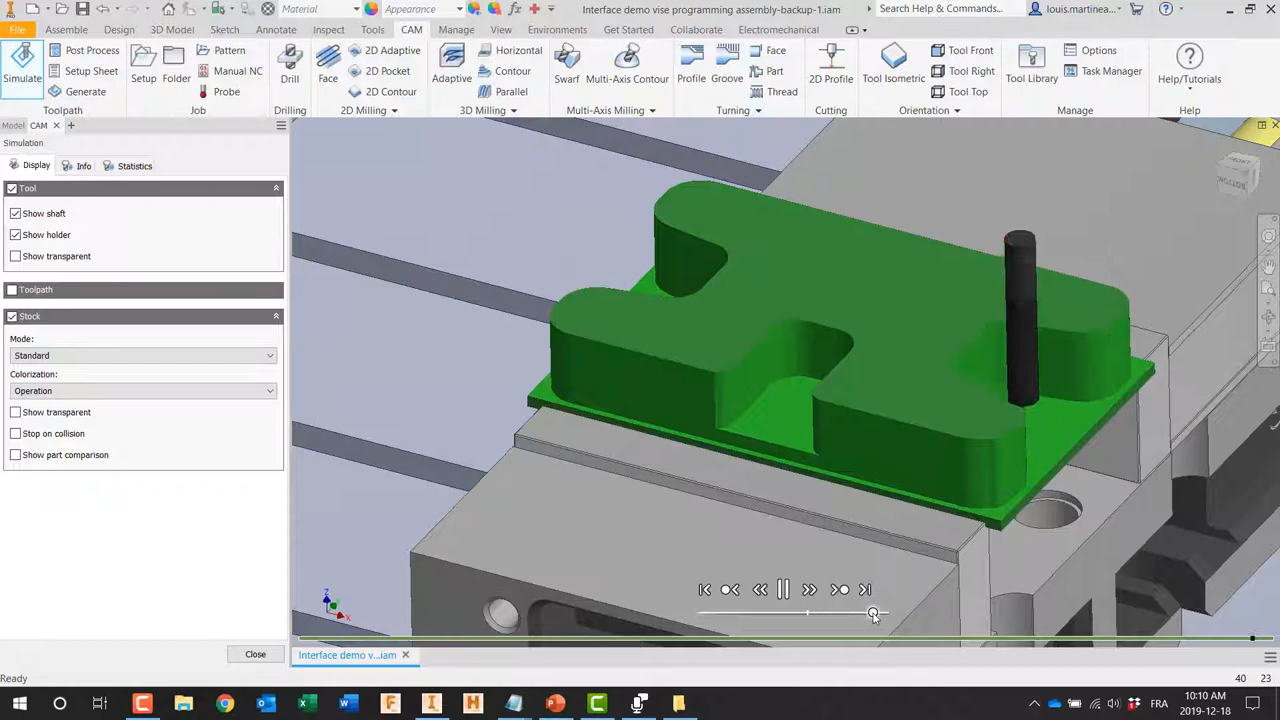 Material
Appearance
Interface demo vise programming assembly-backup-1.iam
Search Help & Commands...
louis.martinea...
File
Assemble
Design
3D Model
Sketch
Annotate
Inspect
Tools
CAM
Manage
View
Environments
Get Started
Collaborate
Electromechanical
Simulate
Post Process
Setup Sheet
Generate
Toolpath
Setup
Folder
Pattern
Manual NC
Probe
Job
Drill
Drilling
Face
2D Adaptive
2D Pocket
2D Contour
2D Milling
Adaptive
Horizontal
Contour
Parallel
3D Milling
Swarf
Multi-Axis Contour
Multi-Axis Milling
Profile
Groove
Face
Part
Thread
Turning
2D Profile
Cutting
Tool Isometric
Tool Front
Tool Right
Tool Top
Orientation
Tool Library
Options
Task Manager
Manage
Help/Tutorials
Help
Model
CAM
Simulation
Display
Info
Statistics
Tool
Show shaft
Show holder
Show transparent
Toolpath
Stock
Mode:
Standard
Colorization:
Operation
Show transparent
Stop on collision
Show part comparison
Close
FRONT
BOTTOM
Z
X
Interface demo v...iam
Ready
40 23
FRA
10:10 AM
2019-12-18